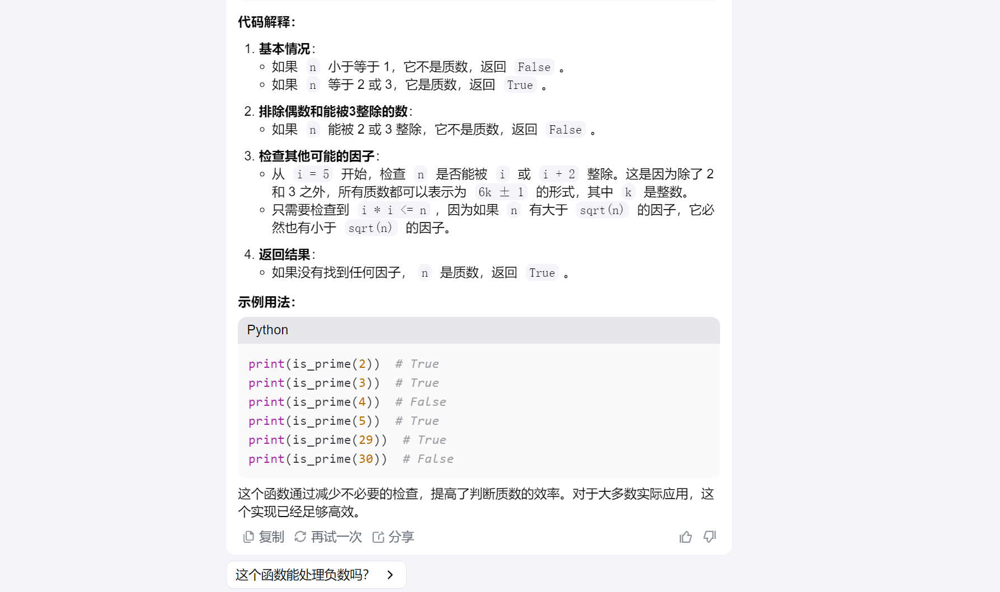 代码解释：
1. 基本情况：
如果 n 小于等于 1，它不是质数，返回 False 。
如果 n 等于 2 或 3，它是质数，返回 True 。
2. 排除偶数和能被3整除的数：
如果 n 能被 2 或 3 整除，它不是质数，返回 False 。
3. 检查其他可能的因子：
从 i = 5 开始，检查 n 是否能被 i 或 i + 2 整除。这是因为除了 2
和 3 之外，所有质数都可以表示为 6k ± 1 的形式，其中 k 是整数。
只需要检查到 i * i <= n ，因为如果 n 有大于 sqrt(n) 的因子，它必
然也有小于 sqrt(n) 的因子。
4. 返回结果：
如果没有找到任何因子， n 是质数，返回 True 。
示例用法：
Python
print(is_prime(2))  # True
print(is_prime(3))  # True
print(is_prime(4))  # False
print(is_prime(5))  # True
print(is_prime(29))  # True
print(is_prime(30))  # False
这个函数通过减少不必要的检查，提高了判断质数的效率。对于大多数实际应用，这
个实现已经足够高效。
复制 再试一次 分享
这个函数能处理负数吗？